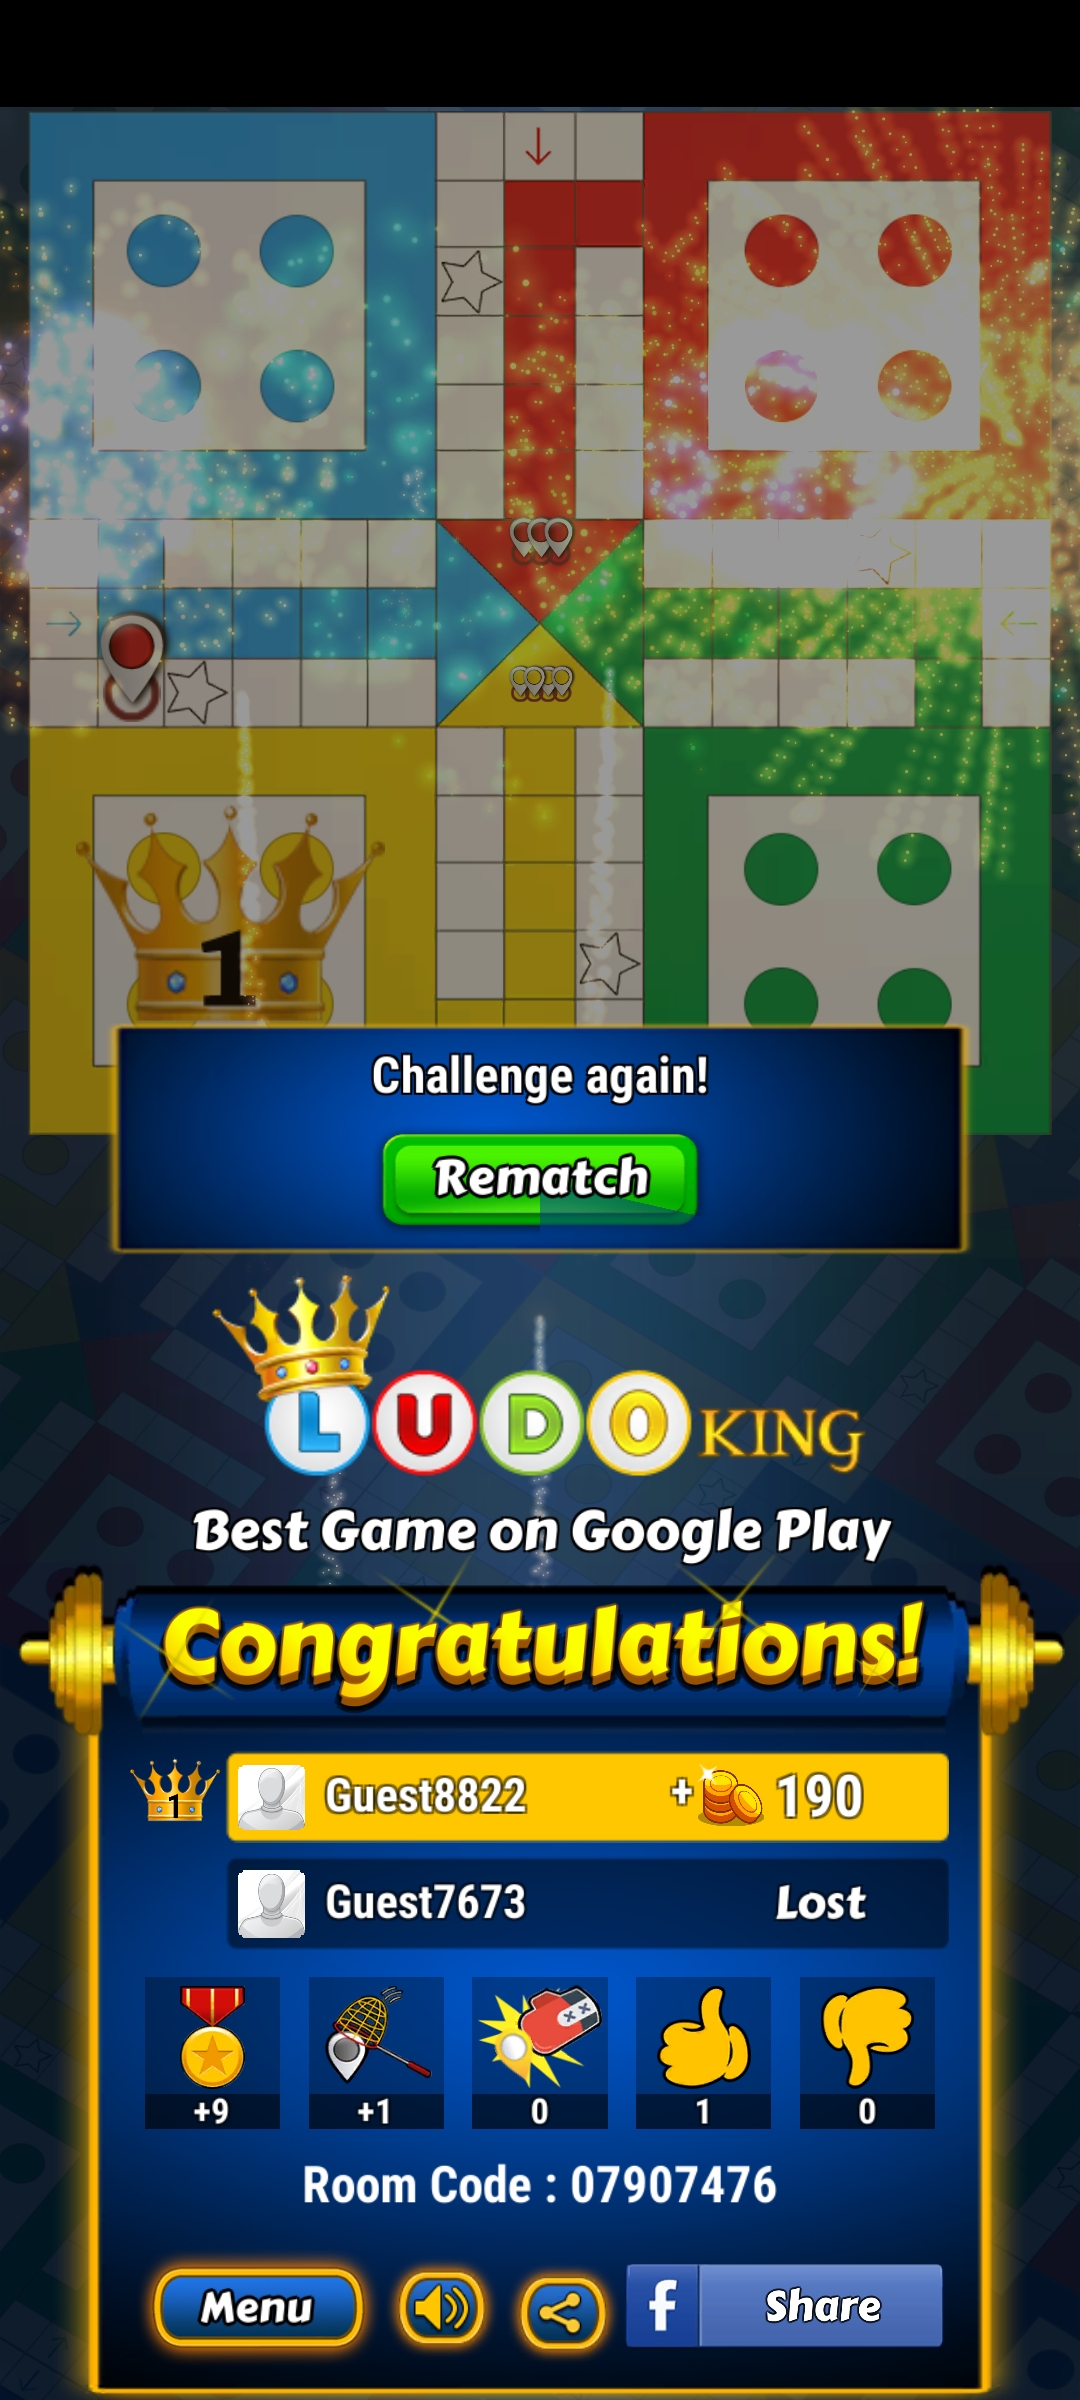 1
Challenge again!
Rematch
LUDO KING
Best Game on Google Play
Congratulations!
1 Guest8822 + 190
Guest7673 Lost
+9 +1 0 1 0
Room Code : 07907476
Menu f Share